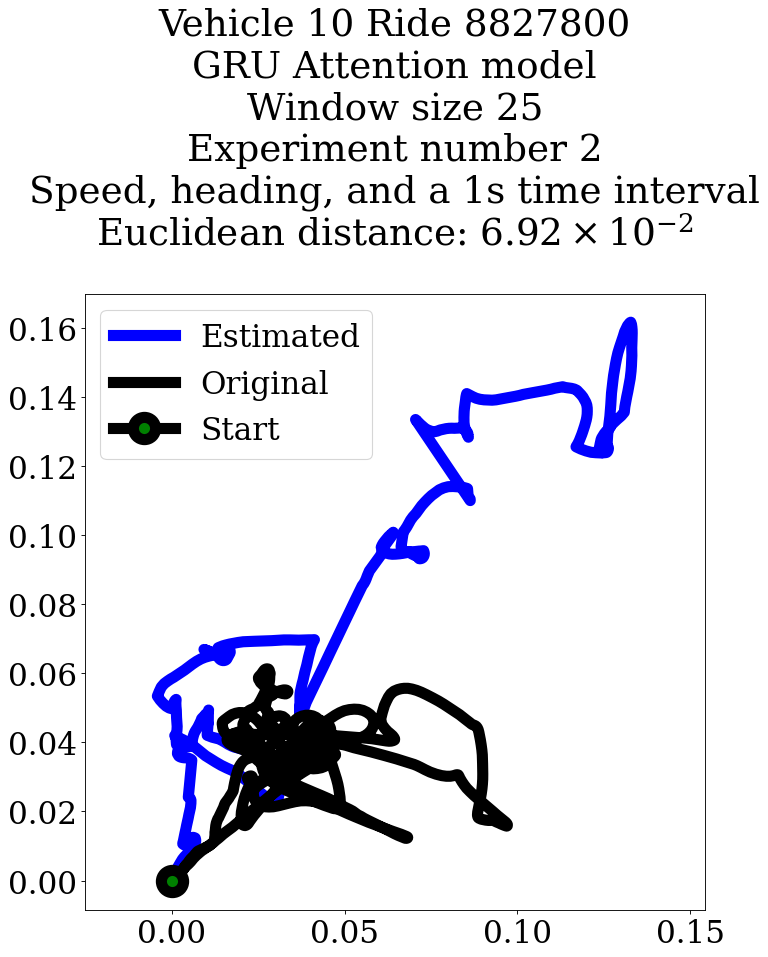 Vehicle 10 Ride 8827800
GRU Attention model
Window size 25
Experiment number 2
Speed, heading, and a 1s time interval
Euclidean distance: 6.92 × 10⁻²
Estimated
Original
Start
0.16
0.14
0.12
0.10
0.08
0.06
0.04
0.02
0.00
0.00 0.05 0.10 0.15